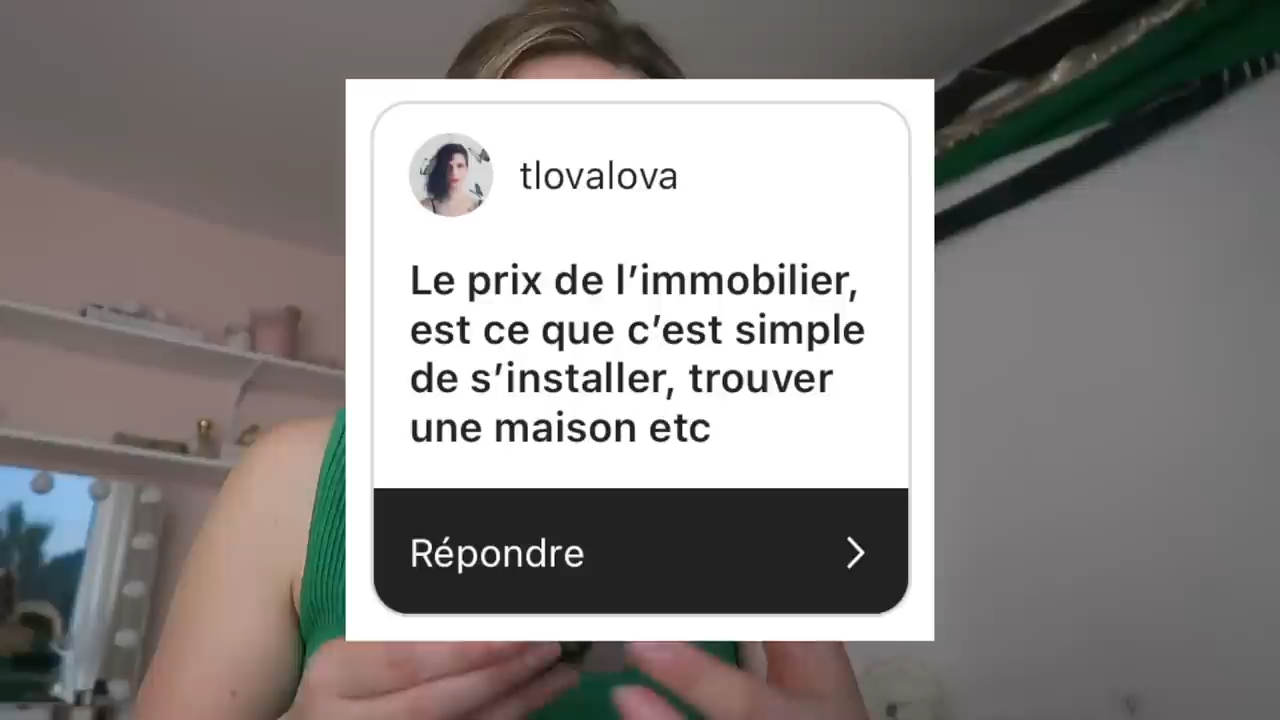 tlovalova
Le prix de l’immobilier,
est ce que c’est simple
de s’installer, trouver
une maison etc
Répondre